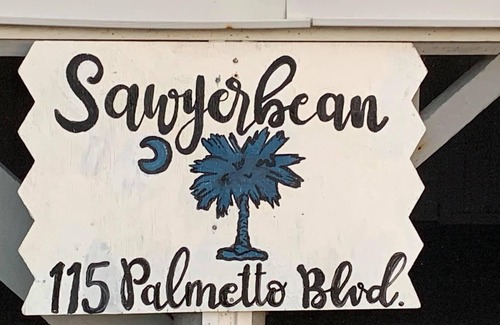 Sawyerbean
115 Palmetto Blvd.